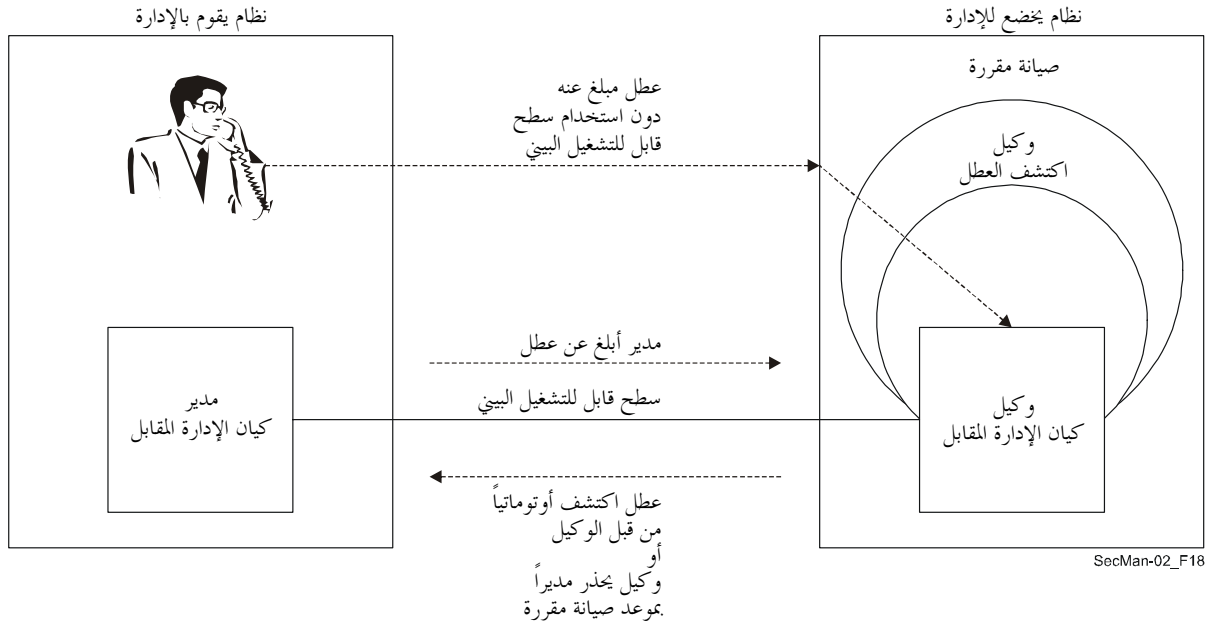 نظام يقوم بالإدارة
نظام يخضع للإدارة
صيانة مقررة
عطل مبلغ عنه
دون استخدام سطح
قابل للتشغيل البيني
وكيل
اكتشف العطل
مدير أبلغ عن عطل
سطح قابل للتشغيل البيني
مدير
كيان الإدارة المقابل
وكيل
كيان الإدارة المقابل
عطل اكتشف أوتوماتياً
من قبل الوكيل
أو
وكيل يحذر مديراً
بموعد صيانة مقررة
SecMan-02_F18